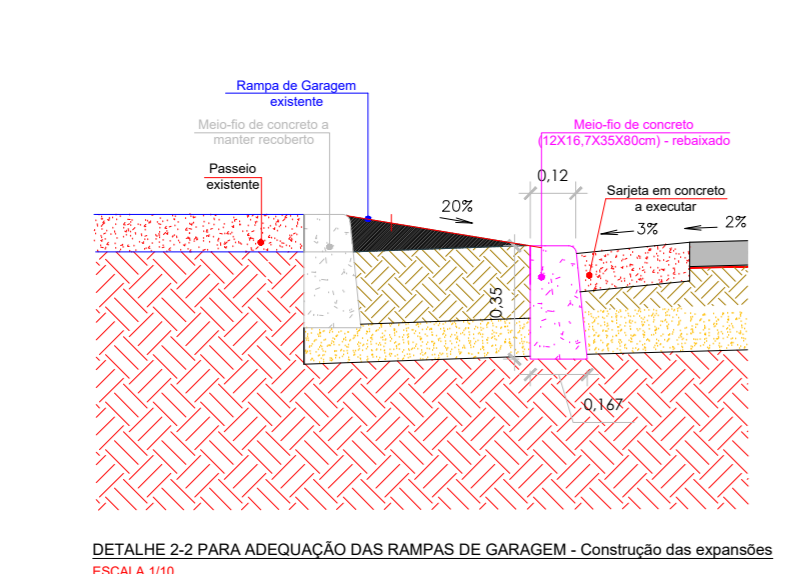 Rampa de Garagem
existente
Meio-fio de concreto a
manter recoberto
Meio-fio de concreto
(12X16,7X35X80cm) - rebaixado
Passeio
existente
0,12
Sarjeta em concreto
a executar
20%
3%
2%
0,35
0,167
DETALHE 2-2 PARA ADEQUAÇÃO DAS RAMPAS DE GARAGEM - Construção das expansões
ESCALA 1/10